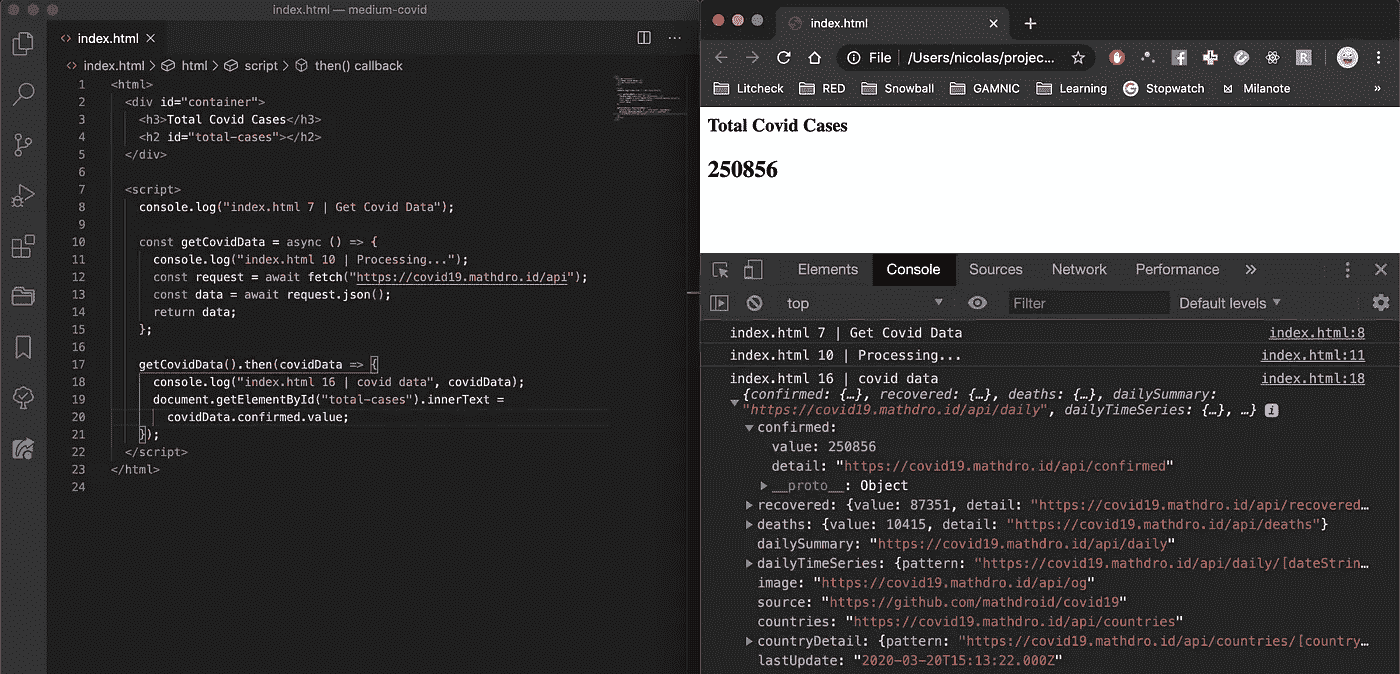 index.html — medium-covid
index.html
index.html > html > script > then() callback
1 <html>
2 <div id="container">
3 <h3>Total Covid Cases</h3>
4 <h2 id="total-cases"></h2>
5 </div>
6
7 <script>
8 console.log("index.html 7 | Get Covid Data");
9
10 const getCovidData = async () => {
11 console.log("index.html 10 | Processing...");
12 const request = await fetch("https://covid19.mathdro.id/api");
13 const data = await request.json();
14 return data;
15 };
16
17 getCovidData().then(covidData => {
18 console.log("index.html 16 | covid data", covidData);
19 document.getElementById("total-cases").innerText =
20 covidData.confirmed.value;
21 });
22 </script>
23 </html>
24
index.html
File /Users/nicolas/projec...
Litcheck RED Snowball GAMNIC Learning Stopwatch Milanote »
Total Covid Cases
250856
Elements Console Sources Network Performance »
top Filter Default levels
index.html 7 | Get Covid Data index.html:8
index.html 10 | Processing... index.html:11
index.html 16 | covid data index.html:18
{confirmed: {…}, recovered: {…}, deaths: {…}, dailySummary:
"https://covid19.mathdro.id/api/daily", dailyTimeSeries: {…}, …}
confirmed:
value: 250856
detail: "https://covid19.mathdro.id/api/confirmed"
__proto__: Object
recovered: {value: 87351, detail: "https://covid19.mathdro.id/api/recovered…
deaths: {value: 10415, detail: "https://covid19.mathdro.id/api/deaths"}
dailySummary: "https://covid19.mathdro.id/api/daily"
dailyTimeSeries: {pattern: "https://covid19.mathdro.id/api/daily/[dateStrin…
image: "https://covid19.mathdro.id/api/og"
source: "https://github.com/mathdroid/covid19"
countries: "https://covid19.mathdro.id/api/countries"
countryDetail: {pattern: "https://covid19.mathdro.id/api/countries/[country…
lastUpdate: "2020-03-20T15:13:22.000Z"